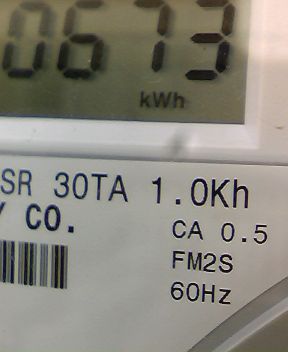 0673
kWh
SR 30TA 1.0Kh
Y CO.
CA 0.5
FM2S
60Hz